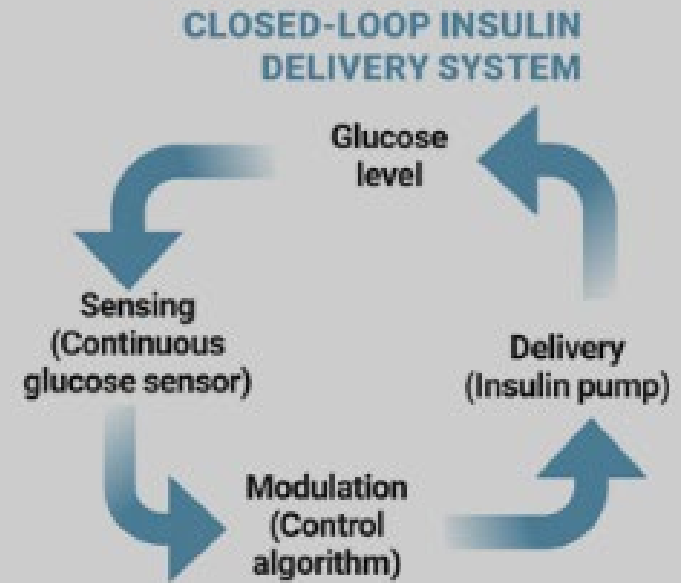 CLOSED-LOOP INSULIN
DELIVERY SYSTEM
Glucose
level
Sensing
(Continuous
glucose sensor)
Modulation
(Control
algorithm)
Delivery
(Insulin pump)